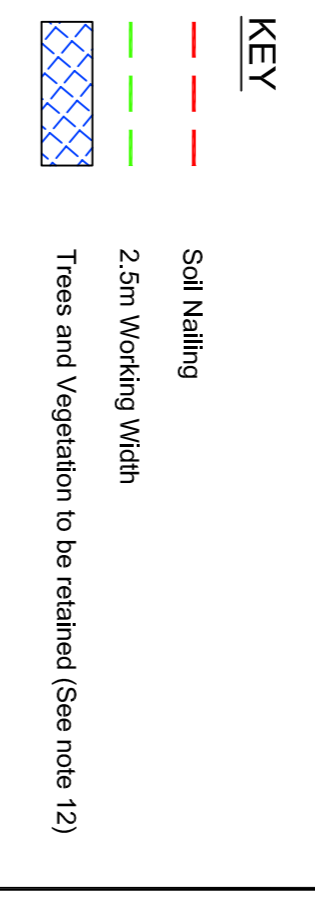 KEY
Soil Nailing
2.5m Working Width
Trees and Vegetation to be retained (See note 12)